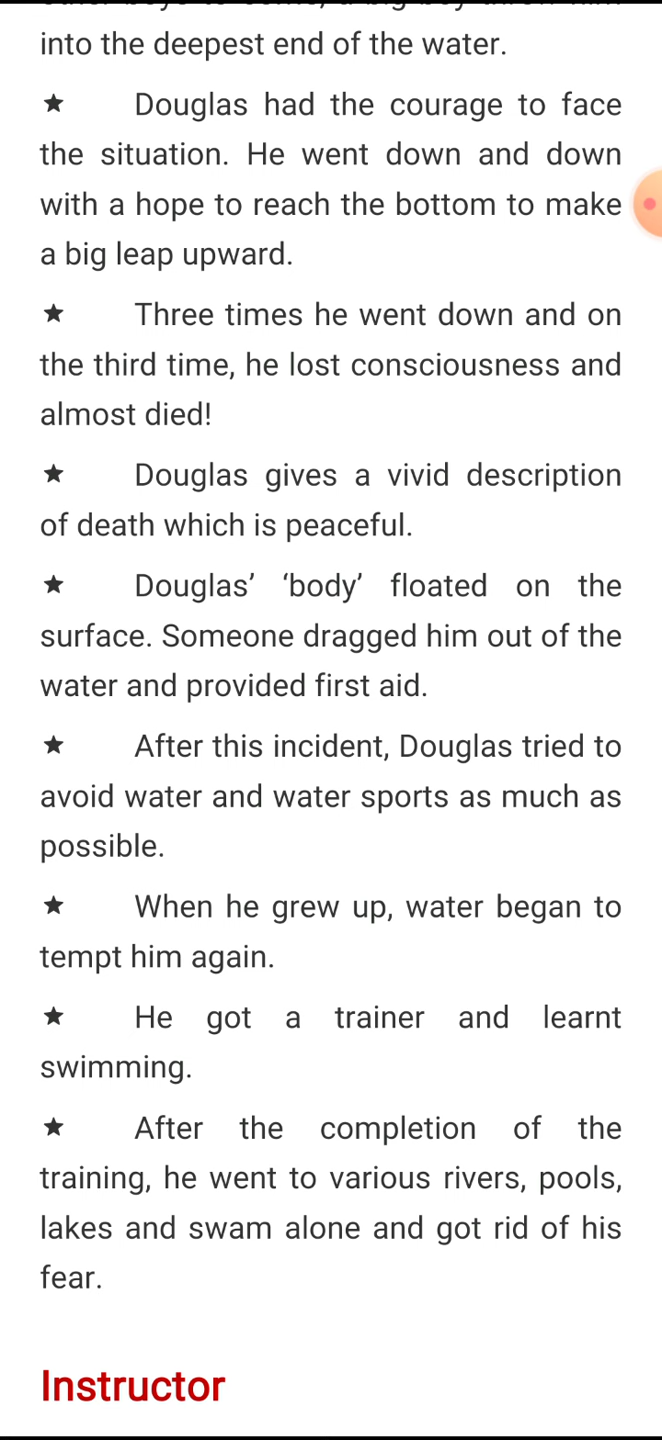 into the deepest end of the water.
★ Douglas had the courage to face
the situation. He went down and down
with a hope to reach the bottom to make
a big leap upward.
★ Three times he went down and on
the third time, he lost consciousness and
almost died!
★ Douglas gives a vivid description
of death which is peaceful.
★ Douglas’ ‘body’ floated on the
surface. Someone dragged him out of the
water and provided first aid.
★ After this incident, Douglas tried to
avoid water and water sports as much as
possible.
★ When he grew up, water began to
tempt him again.
★ He got a trainer and learnt
swimming.
★ After the completion of the
training, he went to various rivers, pools,
lakes and swam alone and got rid of his
fear.
Instructor